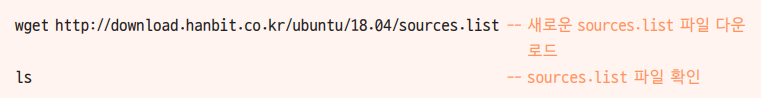 wget http://download.hanbit.co.kr/ubuntu/18.04/sources.list -- 새로운 sources.list 파일 다운
로드
ls -- sources.list 파일 확인